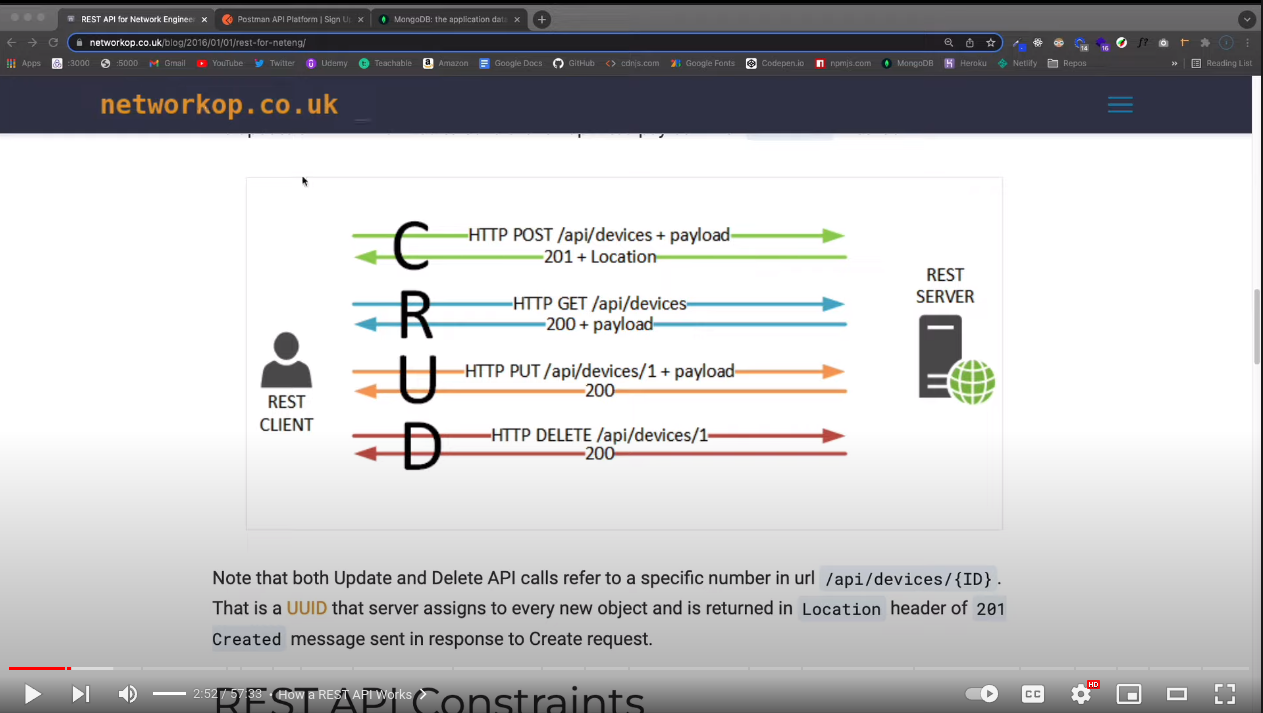 REST API for Network Enginee
Postman API Platform | Sign U
MongoDB: the application data
networkop.co.uk/blog/2016/01/01/rest-for-neteng/
14
16
f?
Apps
:3000
:5000
Gmail
YouTube
Twitter
Udemy
Teachable
Amazon
Google Docs
GitHub
cdnjs.com
Google Fonts
Codepen.io
npmjs.com
MongoDB
Heroku
Netlify
Repos
»
Reading List
networkop.co.uk
C
HTTP POST /api/devices + payload
201 + Location
R
HTTP GET /api/devices
200 + payload
U
HTTP PUT /api/devices/1 + payload
200
D
HTTP DELETE /api/devices/1
200
REST
CLIENT
REST
SERVER
Note that both Update and Delete API calls refer to a specific number in url /api/devices/{ID} .
That is a UUID that server assigns to every new object and is returned in Location header of 201
Created message sent in response to Create request.
REST API Constraints
2:52 / 57:33 • How a REST API Works
CC
HD